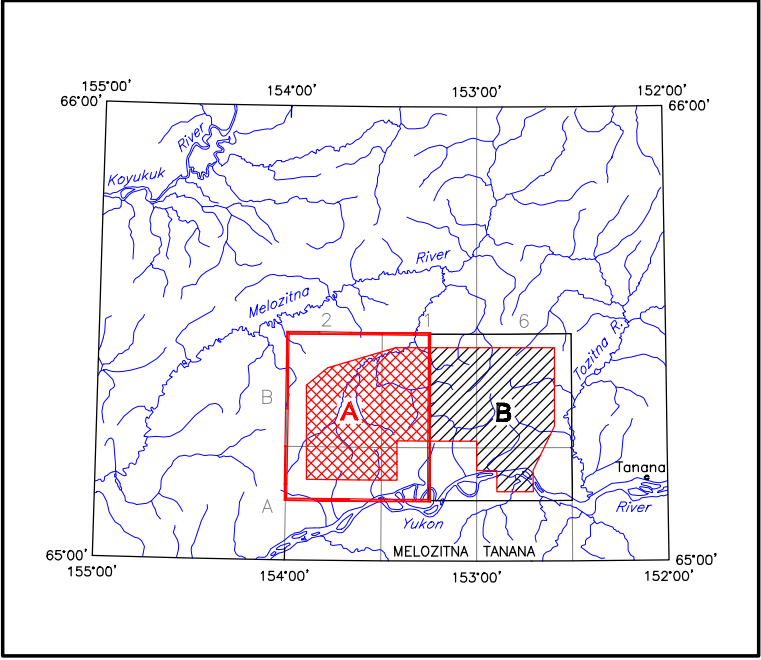 155°00' 154°00' 153°00' 152°00'
66°00' 66°00'
River
Koyukuk
River
Melozitna
2 1 6
Tozitna R.
B
A B
Tanana
A
River
Yukon
MELOZITNA TANANA
65°00' 65°00'
155°00' 154°00' 153°00' 152°00'